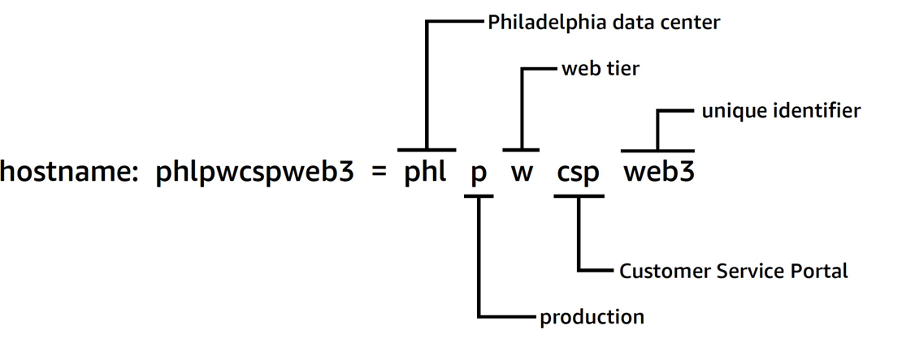 Philadelphia data center
web tier
unique identifier
hostname: phlpwcspweb3 = phl p w csp web3
Customer Service Portal
production